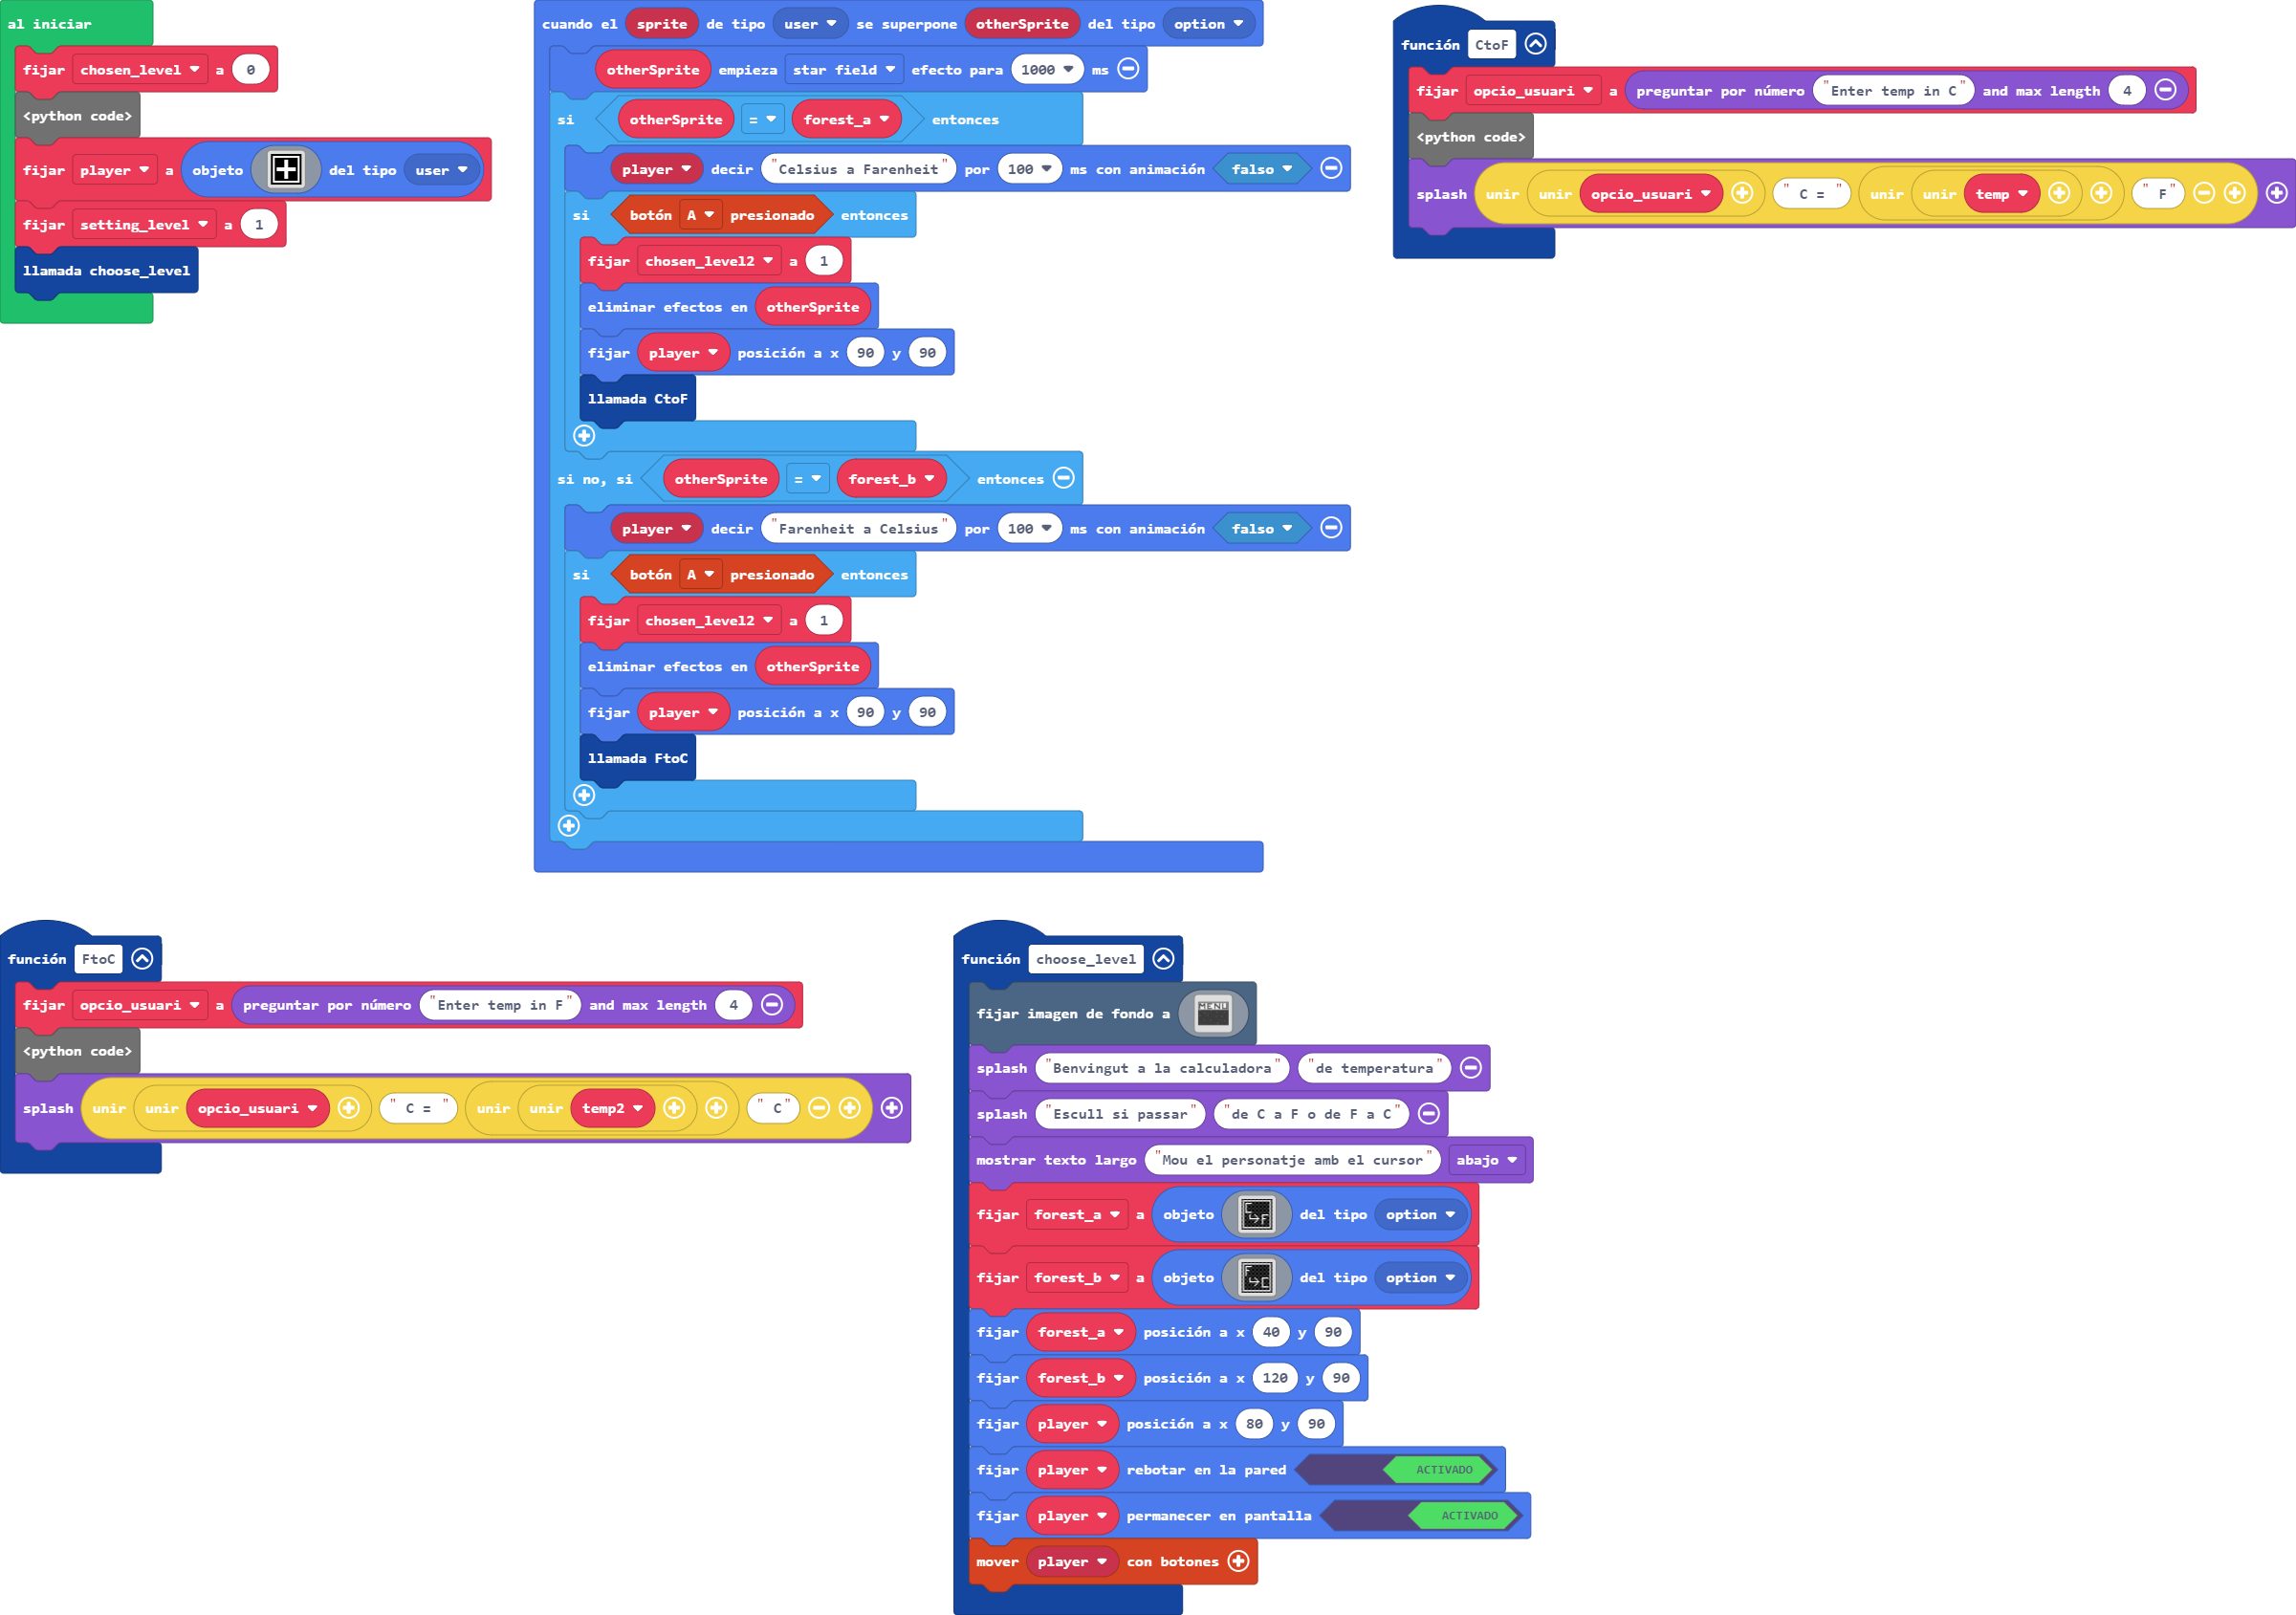 al iniciar
fijar chosen_level a 0
<python code>
fijar player a objeto del tipo user
fijar setting_level a 1
llamada choose_level
cuando el sprite de tipo user se superpone otherSprite del tipo option
otherSprite empieza star field efecto para 1000 ms
si otherSprite = forest_a entonces
player decir "Celsius a Farenheit" por 100 ms con animación falso
si botón A presionado entonces
fijar chosen_level2 a 1
eliminar efectos en otherSprite
fijar player posición a x 90 y 90
llamada CtoF
si no, si otherSprite = forest_b entonces
player decir "Farenheit a Celsius" por 100 ms con animación falso
si botón A presionado entonces
fijar chosen_level2 a 1
eliminar efectos en otherSprite
fijar player posición a x 90 y 90
llamada FtoC
función CtoF
fijar opcio_usuari a preguntar por número "Enter temp in C" and max length 4
<python code>
splash unir unir opcio_usuari " C = " unir unir temp " F"
función FtoC
fijar opcio_usuari a preguntar por número "Enter temp in F" and max length 4
<python code>
splash unir unir opcio_usuari " C = " unir unir temp2 " C"
función choose_level
fijar imagen de fondo a MENU
splash "Benvingut a la calculadora" "de temperatura"
splash "Escull si passar" "de C a F o de F a C"
mostrar texto largo "Mou el personatje amb el cursor" abajo
fijar forest_a a objeto C↪F del tipo option
fijar forest_b a objeto F↪C del tipo option
fijar forest_a posición a x 40 y 90
fijar forest_b posición a x 120 y 90
fijar player posición a x 80 y 90
fijar player rebotar en la pared ACTIVADO
fijar player permanecer en pantalla ACTIVADO
mover player con botones